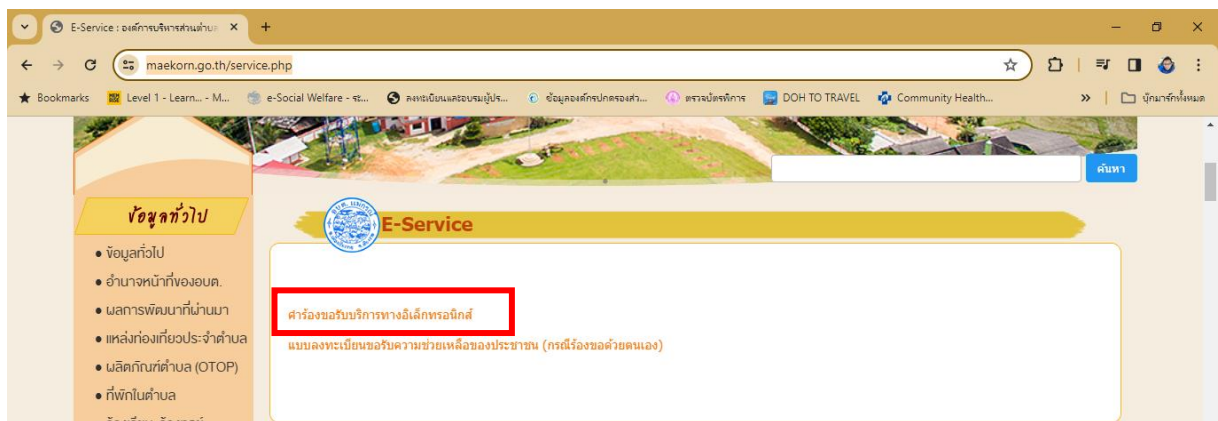 E-Service : องค์การบริหารส่วนตำบล
maekorn.go.th/service.php
Bookmarks
Level 1 - Learn... - M...
e-Social Welfare - ระ...
ลงทะเบียนและอบรมผู้ปร...
ข้อมูลองค์กรปกครองส่ว...
ตรวจบัตรพิการ
DOH TO TRAVEL
Community Health...
»
บุ๊กมาร์กทั้งหมด
ค้นหา
ข้อมูลทั่วไป
E-Service
• ข้อมูลทั่วไป
• อำนาจหน้าที่ของอบต.
• ผลการพัฒนาที่ผ่านมา
• แหล่งท่องเที่ยวประจำตำบล
• ผลิตภัณฑ์ตำบล (OTOP)
• ที่พักในตำบล
คำร้องขอรับบริการทางอิเล็กทรอนิกส์
แบบลงทะเบียนขอรับความช่วยเหลือของประชาชน (กรณีร้องขอด้วยตนเอง)